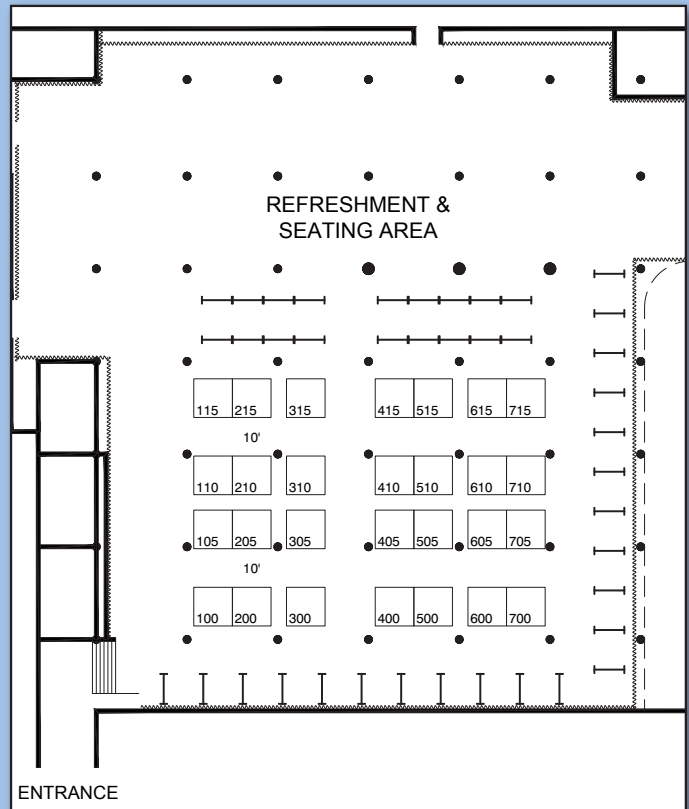 REFRESHMENT &
SEATING AREA
115 215 315 415 515 615 715
10'
110 210 310 410 510 610 710
105 205 305 405 505 605 705
10'
100 200 300 400 500 600 700
ENTRANCE